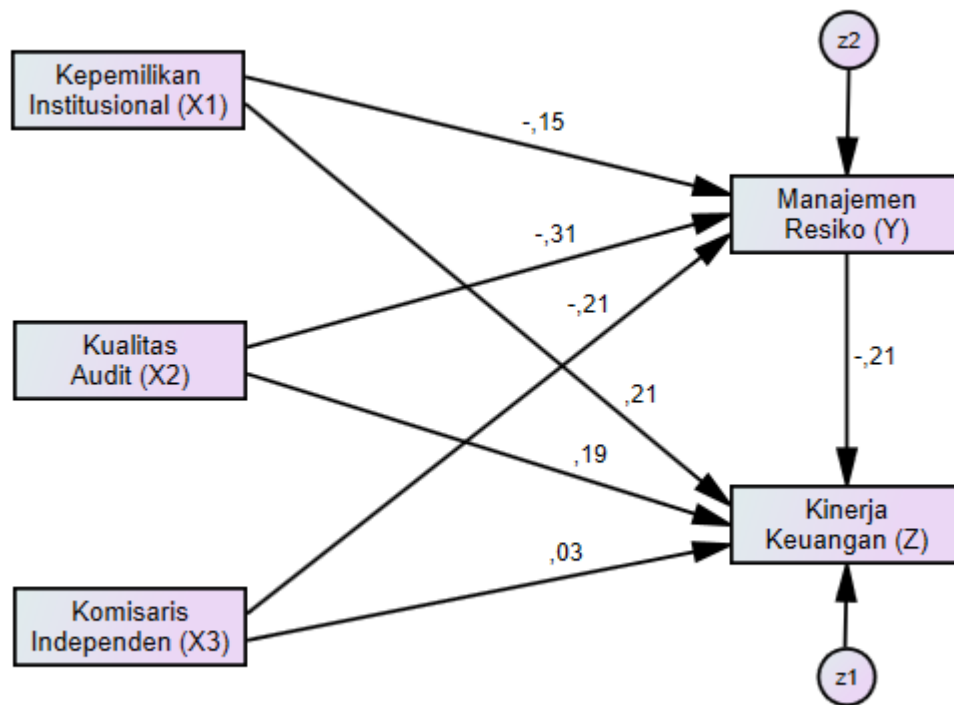 z2
Kepemilikan
Institusional (X1)
-,15
Manajemen
Resiko (Y)
-,31
-,21
Kualitas
Audit (X2)
-,21
,21
,19
Kinerja
Keuangan (Z)
,03
Komisaris
Independen (X3)
z1